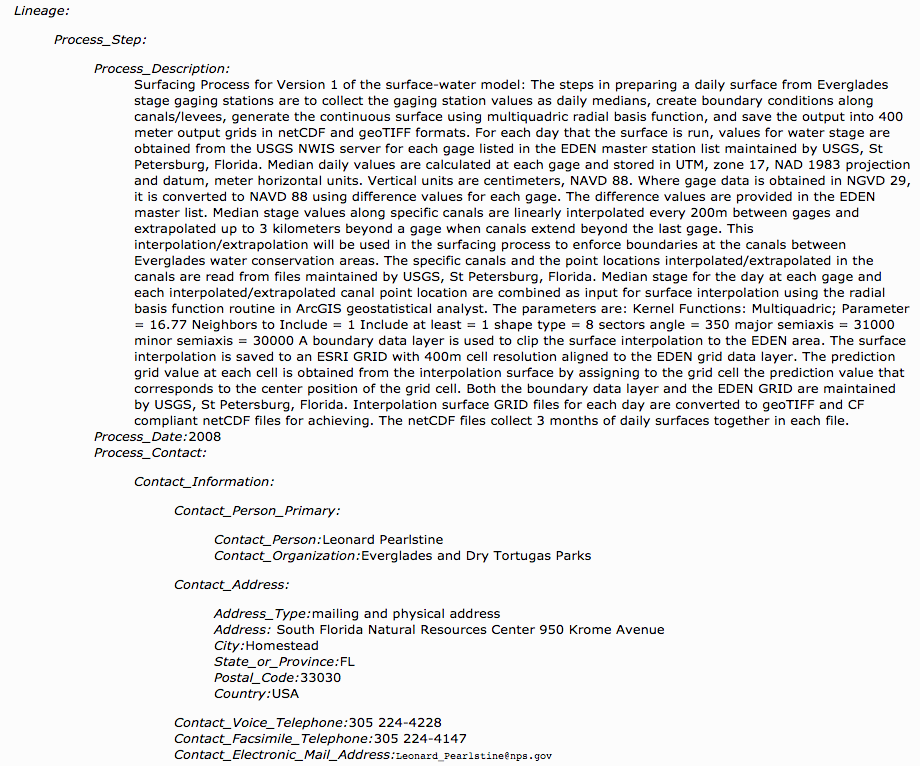 Lineage:
Process_Step:
Process_Description:
Surfacing Process for Version 1 of the surface-water model: The steps in preparing a daily surface from Everglades
stage gaging stations are to collect the gaging station values as daily medians, create boundary conditions along
canals/levees, generate the continuous surface using multiquadric radial basis function, and save the output into 400
meter output grids in netCDF and geoTIFF formats. For each day that the surface is run, values for water stage are
obtained from the USGS NWIS server for each gage listed in the EDEN master station list maintained by USGS, St
Petersburg, Florida. Median daily values are calculated at each gage and stored in UTM, zone 17, NAD 1983 projection
and datum, meter horizontal units. Vertical units are centimeters, NAVD 88. Where gage data is obtained in NGVD 29,
it is converted to NAVD 88 using difference values for each gage. The difference values are provided in the EDEN
master list. Median stage values along specific canals are linearly interpolated every 200m between gages and
extrapolated up to 3 kilometers beyond a gage when canals extend beyond the last gage. This
interpolation/extrapolation will be used in the surfacing process to enforce boundaries at the canals between
Everglades water conservation areas. The specific canals and the point locations interpolated/extrapolated in the
canals are read from files maintained by USGS, St Petersburg, Florida. Median stage for the day at each gage and
each interpolated/extrapolated canal point location are combined as input for surface interpolation using the radial
basis function routine in ArcGIS geostatistical analyst. The parameters are: Kernel Functions: Multiquadric; Parameter
= 16.77 Neighbors to Include = 1 Include at least = 1 shape type = 8 sectors angle = 350 major semiaxis = 31000
minor semiaxis = 30000 A boundary data layer is used to clip the surface interpolation to the EDEN area. The surface
interpolation is saved to an ESRI GRID with 400m cell resolution aligned to the EDEN grid data layer. The prediction
grid value at each cell is obtained from the interpolation surface by assigning to the grid cell the prediction value that
corresponds to the center position of the grid cell. Both the boundary data layer and the EDEN GRID are maintained
by USGS, St Petersburg, Florida. Interpolation surface GRID files for each day are converted to geoTIFF and CF
compliant netCDF files for achieving. The netCDF files collect 3 months of daily surfaces together in each file.
Process_Date:2008
Process_Contact:
Contact_Information:
Contact_Person_Primary:
Contact_Person:Leonard Pearlstine
Contact_Organization:Everglades and Dry Tortugas Parks
Contact_Address:
Address_Type:mailing and physical address
Address: South Florida Natural Resources Center 950 Krome Avenue
City:Homestead
State_or_Province:FL
Postal_Code:33030
Country:USA
Contact_Voice_Telephone:305 224-4228
Contact_Facsimile_Telephone:305 224-4147
Contact_Electronic_Mail_Address:Leonard_Pearlstine@nps.gov